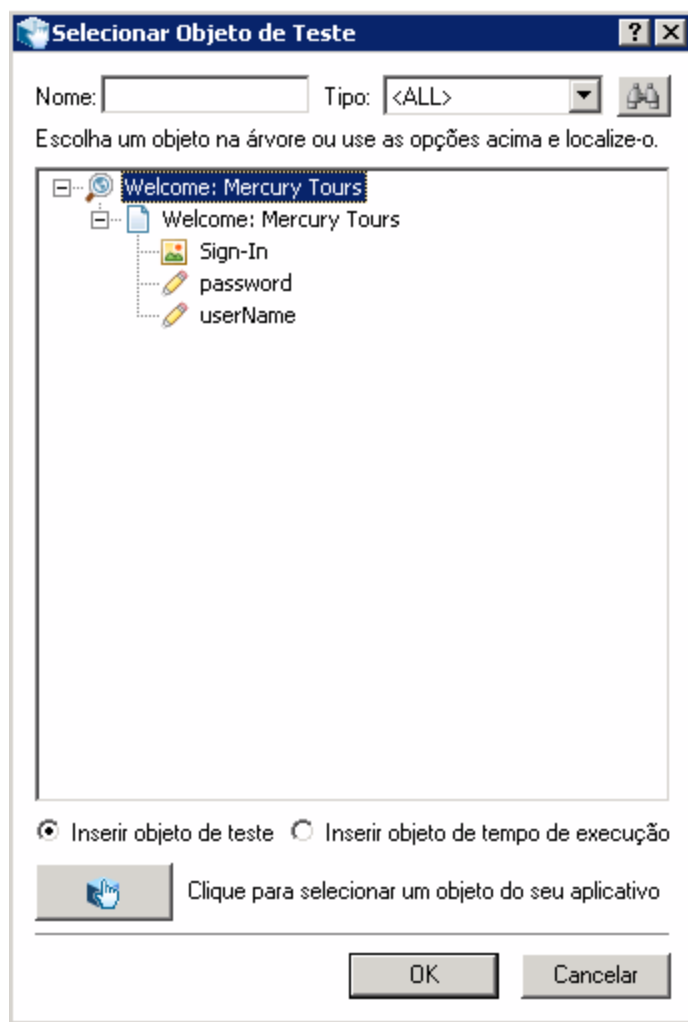 Selecionar Objeto de Teste
Nome: Tipo: <ALL>
Escolha um objeto na árvore ou use as opções acima e localize-o.
Welcome: Mercury Tours
Welcome: Mercury Tours
Sign-In
password
userName
Inserir objeto de teste Inserir objeto de tempo de execução
Clique para selecionar um objeto do seu aplicativo
OK Cancelar